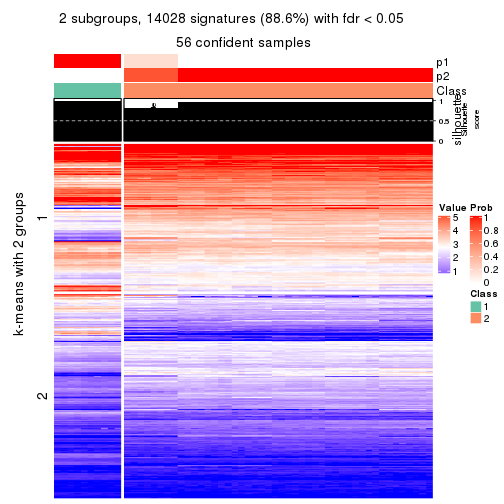 2 subgroups, 14028 signatures (88.6%) with fdr < 0.05
56 confident samples
p1
p2
Class
1
0.5
0
silhouette
Silhouette
score
k-means with 2 groups
1
2
Value
5
4
3
2
1
Prob
1
0.8
0.6
0.4
0.2
0
Class
1
2